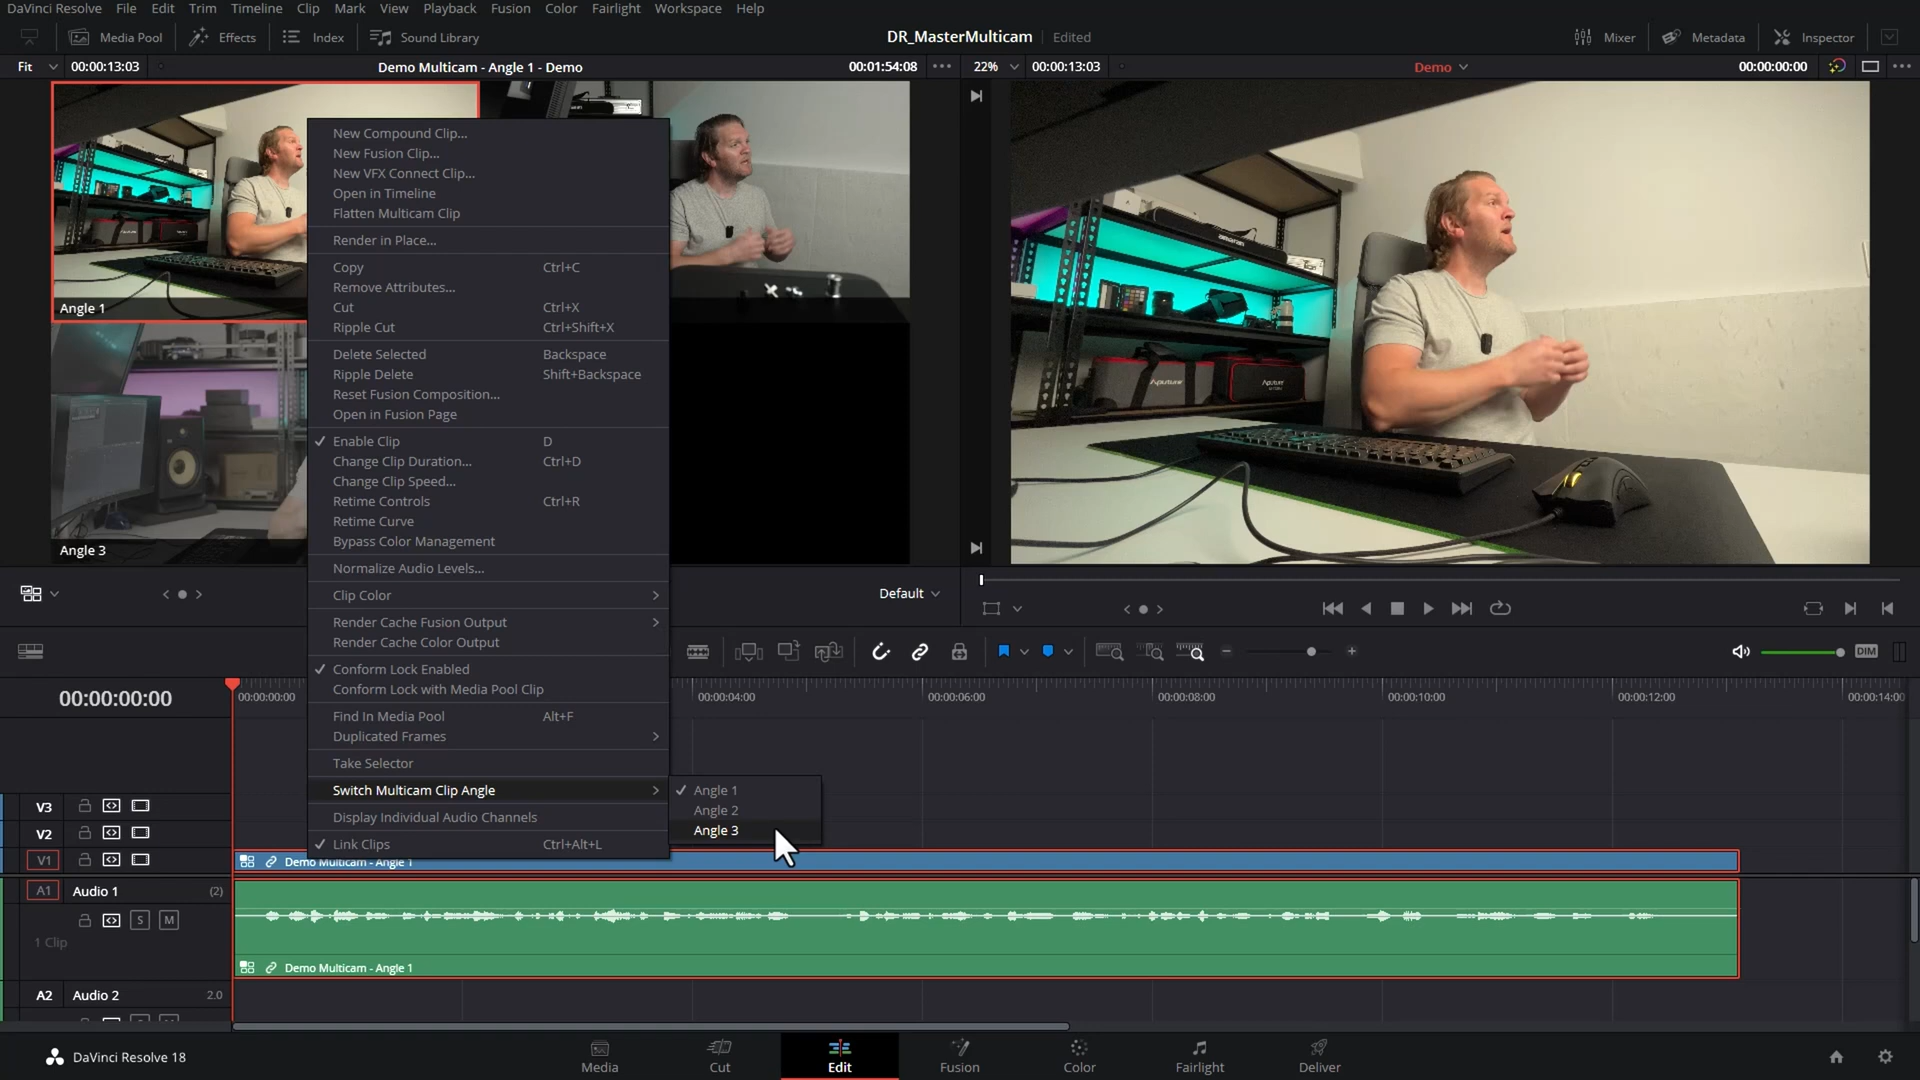 DaVinci Resolve File Edit Trim Timeline Clip Mark View Playback Fusion Color Fairlight Workspace Help
Media Pool Effects Index Sound Library DR_MasterMulticam Edited Mixer Metadata Inspector
Fit 00:00:13:03 Demo Multicam - Angle 1 - Demo 00:01:54:08 22% 00:00:13:03 Demo 00:00:00:00
New Compound Clip...
New Fusion Clip...
New VFX Connect Clip...
Open in Timeline
Flatten Multicam Clip
Render in Place...
Copy Ctrl+C
Remove Attributes...
Cut Ctrl+X
Ripple Cut Ctrl+Shift+X
Delete Selected Backspace
Ripple Delete Shift+Backspace
Reset Fusion Composition...
Open in Fusion Page
Enable Clip D
Change Clip Duration... Ctrl+D
Change Clip Speed...
Retime Controls Ctrl+R
Retime Curve
Bypass Color Management
Normalize Audio Levels...
Clip Color
Render Cache Fusion Output
Render Cache Color Output
Conform Lock Enabled
Conform Lock with Media Pool Clip
Find In Media Pool Alt+F
Duplicated Frames
Take Selector
Switch Multicam Clip Angle
Display Individual Audio Channels
Link Clips Ctrl+Alt+L
Angle 1
Angle 2
Angle 3
Angle 1
Angle 3
amaran
Aputure
Aputure
Default
DIM
00:00:00:00
00:00:00:00 00:00:04:00 00:00:06:00 00:00:08:00 00:00:10:00 00:00:12:00 00:00:14:00
V3
V2
V1 Demo Multicam - Angle 1
A1 Audio 1 (2)
S M
1 Clip
Demo Multicam - Angle 1
A2 Audio 2 2.0
DaVinci Resolve 18 Media Cut Edit Fusion Color Fairlight Deliver